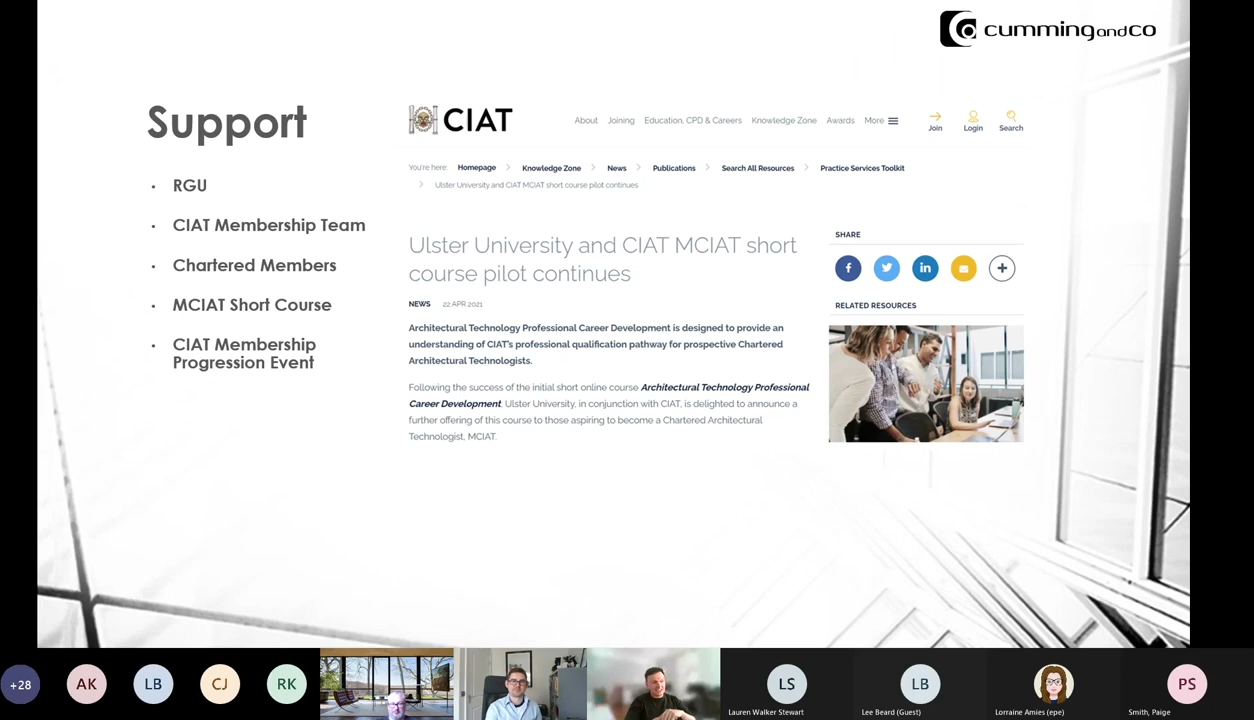 cummingandco
Support
• RGU
• CIAT Membership Team
• Chartered Members
• MCIAT Short Course
• CIAT Membership
Progression Event
CIAT
About Joining Education, CPD & Careers Knowledge Zone Awards More
Join Login Search
You're here: Homepage > Knowledge Zone > News > Publications > Search All Resources > Practice Services Toolkit
> Ulster University and CIAT MCIAT short course pilot continues
Ulster University and CIAT MCIAT short
course pilot continues
NEWS 22 APR 2021
Architectural Technology Professional Career Development is designed to provide an
understanding of CIAT's professional qualification pathway for prospective Chartered
Architectural Technologists.
Following the success of the initial short online course Architectural Technology Professional
Career Development, Ulster University, in conjunction with CIAT, is delighted to announce a
further offering of this course to those aspiring to become a Chartered Architectural
Technologist, MCIAT.
SHARE
RELATED RESOURCES
+28
AK
LB
CJ
RK
LS
Lauren Walker Stewart
LB
Lee Beard (Guest)
Lorraine Amies (epe)
PS
Smith, Paige